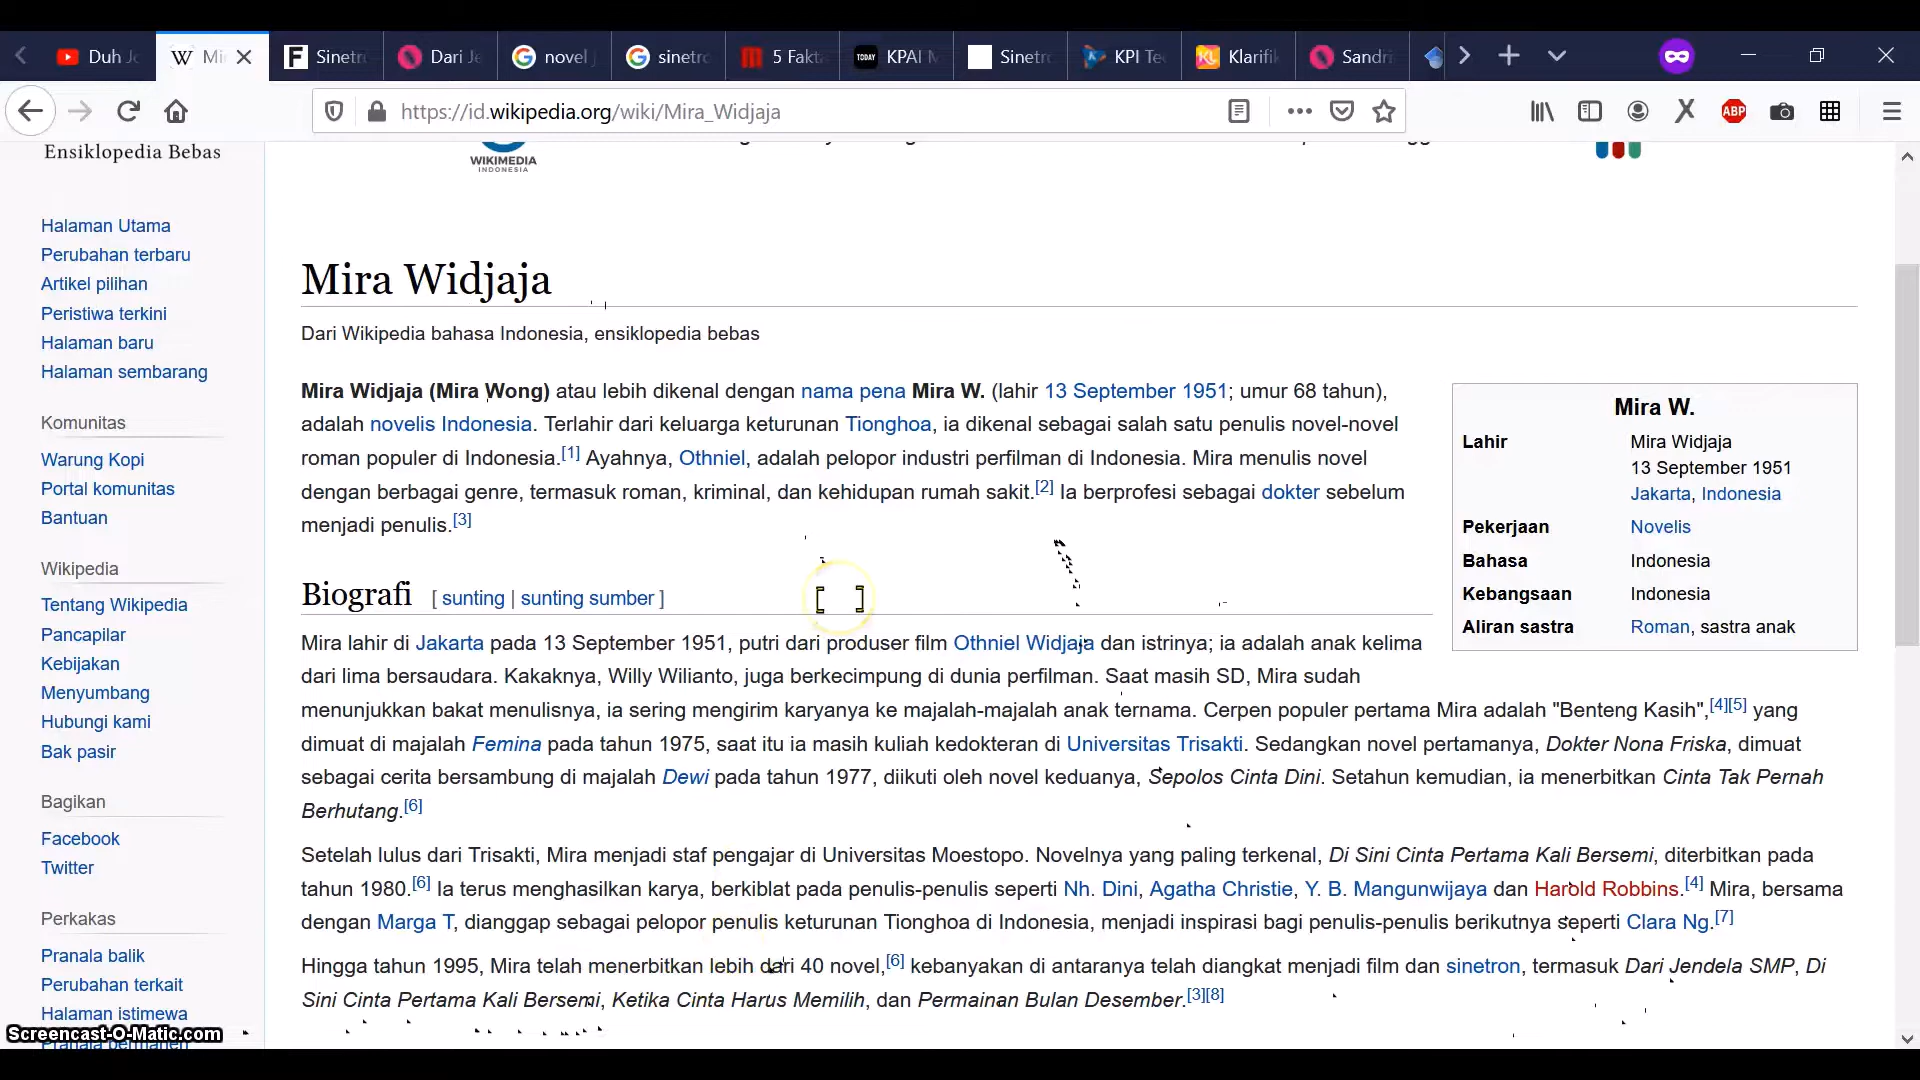 Duh Jo
Mi
Sinetr
Dari Je
novel j
sinetro
5 Fakta
KPAI M
Sinetro
KPI Te
Klarifik
Sandri
https://id.wikipedia.org/wiki/Mira_Widjaja
ABP
Ensiklopedia Bebas
WIKIMEDIA
INDONESIA
Halaman Utama
Perubahan terbaru
Artikel pilihan
Peristiwa terkini
Halaman baru
Halaman sembarang
Komunitas
Warung Kopi
Portal komunitas
Bantuan
Wikipedia
Tentang Wikipedia
Pancapilar
Kebijakan
Menyumbang
Hubungi kami
Bak pasir
Bagikan
Facebook
Twitter
Perkakas
Pranala balik
Perubahan terkait
Halaman istimewa
Pranala permanen
Screencast-O-Matic.com
Mira Widjaja
Dari Wikipedia bahasa Indonesia, ensiklopedia bebas
Mira Widjaja (Mira Wong) atau lebih dikenal dengan nama pena Mira W. (lahir 13 September 1951; umur 68 tahun),
adalah novelis Indonesia. Terlahir dari keluarga keturunan Tionghoa, ia dikenal sebagai salah satu penulis novel-novel
roman populer di Indonesia.[1] Ayahnya, Othniel, adalah pelopor industri perfilman di Indonesia. Mira menulis novel
dengan berbagai genre, termasuk roman, kriminal, dan kehidupan rumah sakit.[2] Ia berprofesi sebagai dokter sebelum
menjadi penulis.[3]
Mira W.
Lahir Mira Widjaja
13 September 1951
Jakarta, Indonesia
Pekerjaan Novelis
Bahasa Indonesia
Kebangsaan Indonesia
Aliran sastra Roman, sastra anak
Biografi [ sunting | sunting sumber ]
Mira lahir di Jakarta pada 13 September 1951, putri dari produser film Othniel Widjaja dan istrinya; ia adalah anak kelima
dari lima bersaudara. Kakaknya, Willy Wilianto, juga berkecimpung di dunia perfilman. Saat masih SD, Mira sudah
menunjukkan bakat menulisnya, ia sering mengirim karyanya ke majalah-majalah anak ternama. Cerpen populer pertama Mira adalah "Benteng Kasih",[4][5] yang
dimuat di majalah Femina pada tahun 1975, saat itu ia masih kuliah kedokteran di Universitas Trisakti. Sedangkan novel pertamanya, Dokter Nona Friska, dimuat
sebagai cerita bersambung di majalah Dewi pada tahun 1977, diikuti oleh novel keduanya, Sepolos Cinta Dini. Setahun kemudian, ia menerbitkan Cinta Tak Pernah
Berhutang.[6]
Setelah lulus dari Trisakti, Mira menjadi staf pengajar di Universitas Moestopo. Novelnya yang paling terkenal, Di Sini Cinta Pertama Kali Bersemi, diterbitkan pada
tahun 1980.[6] Ia terus menghasilkan karya, berkiblat pada penulis-penulis seperti Nh. Dini, Agatha Christie, Y. B. Mangunwijaya dan Harold Robbins.[4] Mira, bersama
dengan Marga T, dianggap sebagai pelopor penulis keturunan Tionghoa di Indonesia, menjadi inspirasi bagi penulis-penulis berikutnya seperti Clara Ng.[7]
Hingga tahun 1995, Mira telah menerbitkan lebih dari 40 novel,[6] kebanyakan di antaranya telah diangkat menjadi film dan sinetron, termasuk Dari Jendela SMP, Di
Sini Cinta Pertama Kali Bersemi, Ketika Cinta Harus Memilih, dan Permainan Bulan Desember.[3][8]